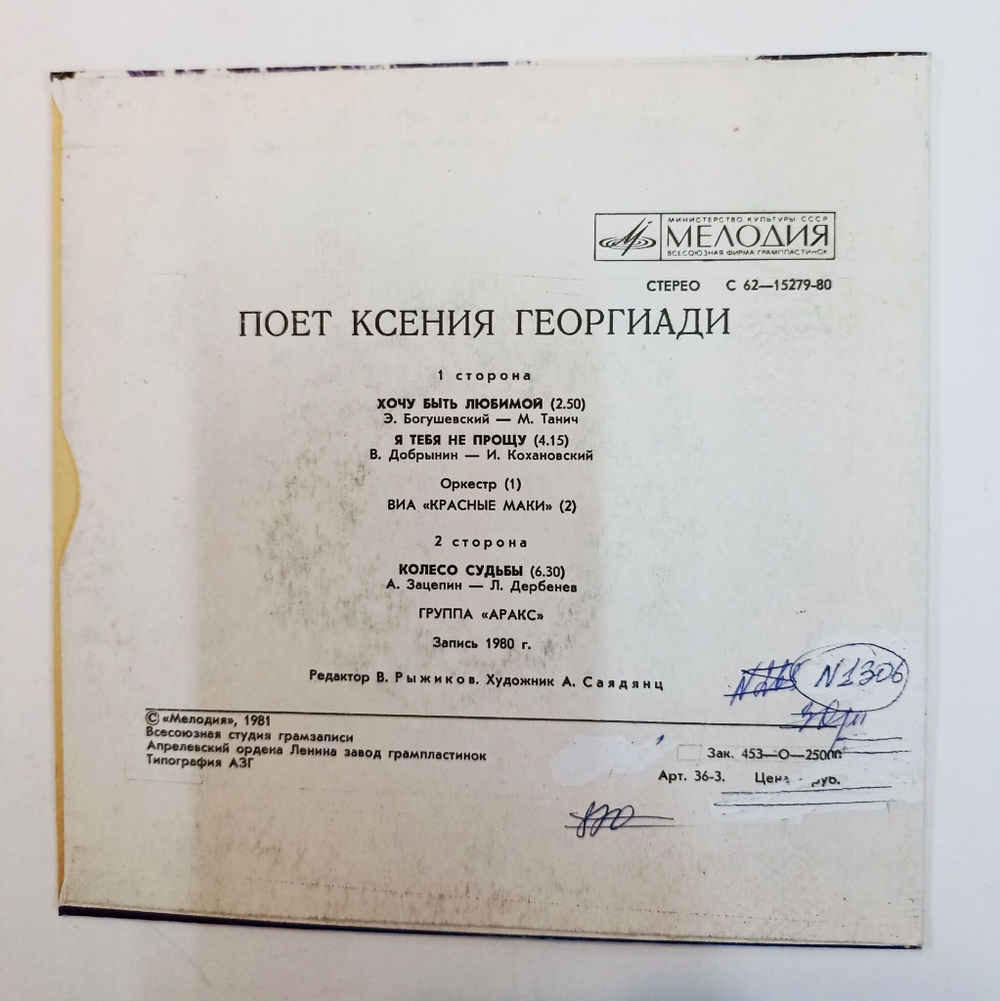 МИНИСТЕРСТВО КУЛЬТУРЫ СССР
МЕЛОДИЯ
ВСЕСОЮЗНАЯ ФИРМА ГРАМПЛАСТИНОК
СТЕРЕО С 62—15279-80
ПОЕТ КСЕНИЯ ГЕОРГИАДИ
1 сторона
ХОЧУ БЫТЬ ЛЮБИМОЙ (2.50)
Э. Богушевский — М. Танич
Я ТЕБЯ НЕ ПРОЩУ (4.15)
В. Добрынин — И. Кохановский
Оркестр (1)
ВИА «КРАСНЫЕ МАКИ» (2)
2 сторона
КОЛЕСО СУДЬБЫ (6.30)
А. Зацепин — Л. Дербенев
ГРУППА «АРАКС»
Запись 1980 г.
Редактор В. Рыжиков. Художник А. Саядянц
N1306
© «Мелодия», 1981
Всесоюзная студия грамзаписи
Апрелевский ордена Ленина завод грампластинок
Типография АЗГ
Зак. 453—О—25000
Арт. 36-3. Цена руб.